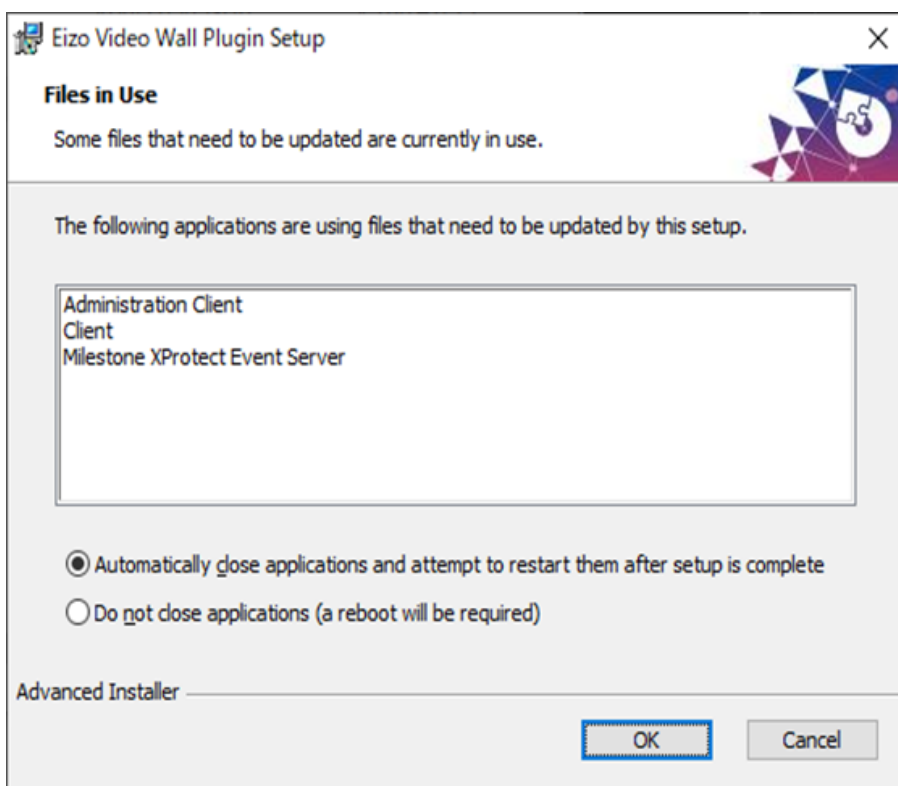 Eizo Video Wall Plugin Setup
Files in Use
Some files that need to be updated are currently in use.
The following applications are using files that need to be updated by this setup.
Administration Client
Client
Milestone XProtect Event Server
Automatically close applications and attempt to restart them after setup is complete
Do not close applications (a reboot will be required)
Advanced Installer
OK
Cancel